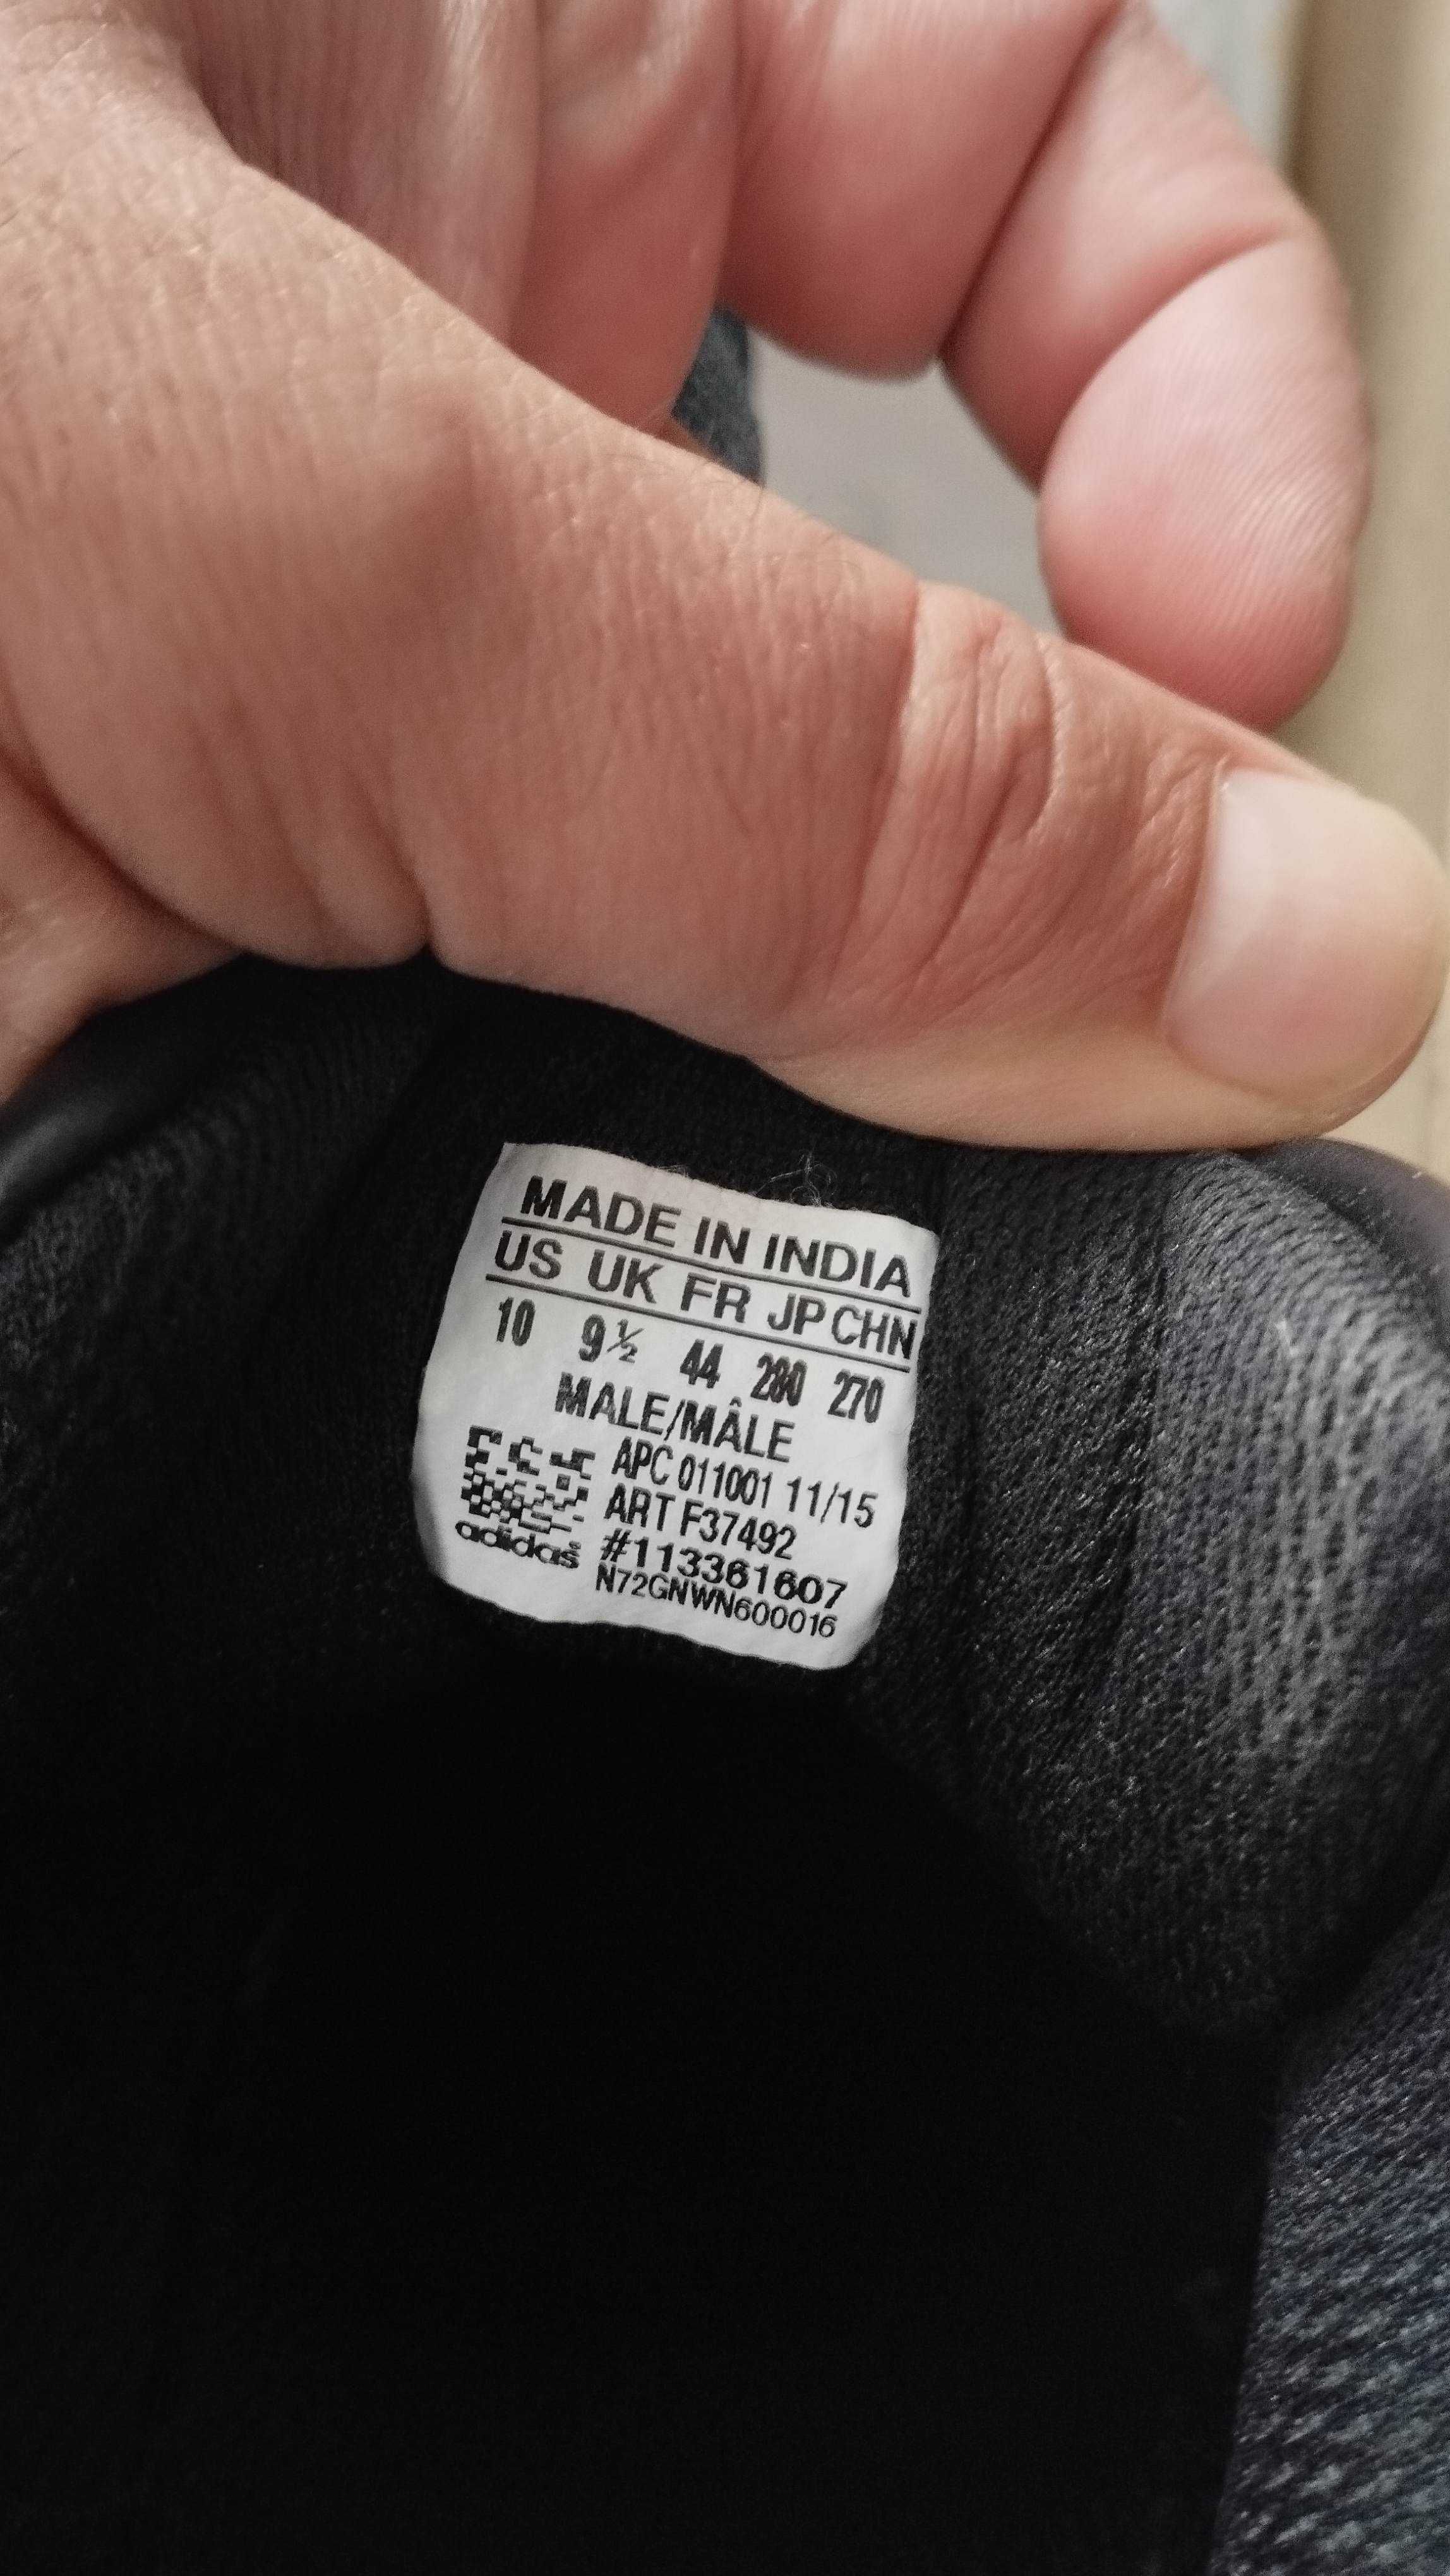 MADE IN INDIA
US UK FR JP CHN
10 9½ 44 280 270
MALE/MÂLE
APC 011001 11/15
ART F37492
#113361607
N72GNWN600016
adidas